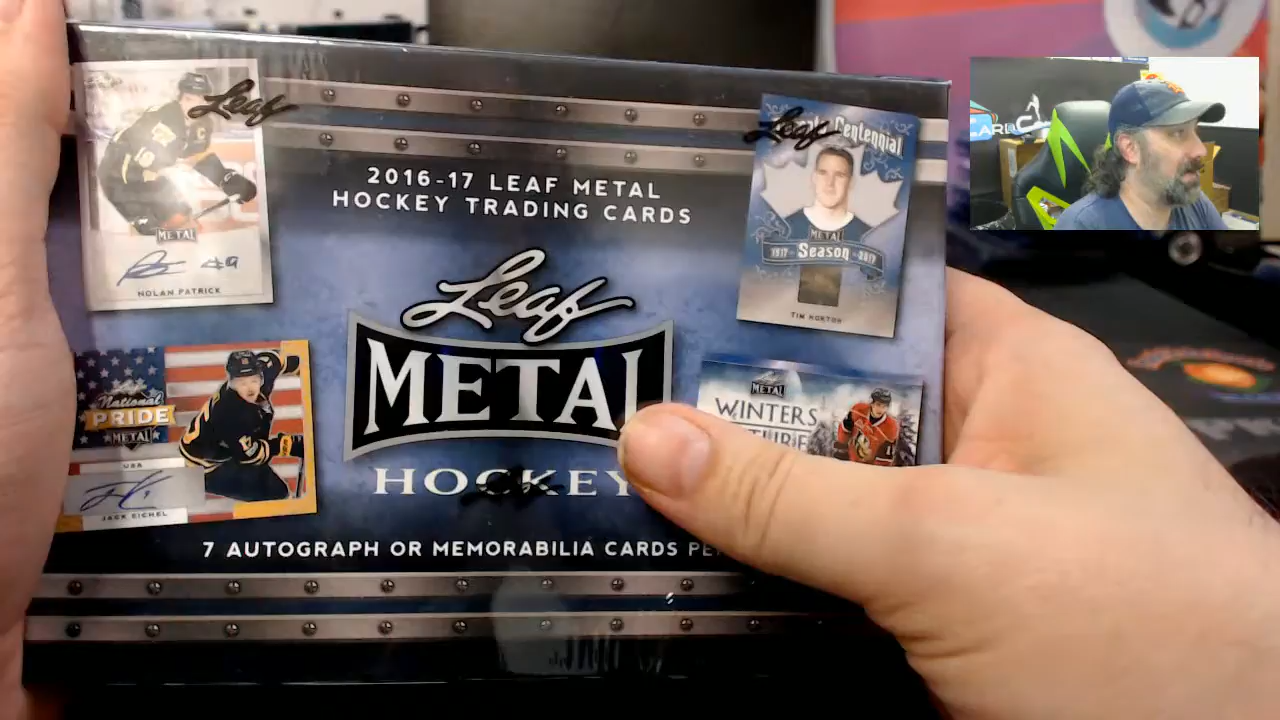 Leaf
METAL
NOLAN PATRICK
2016-17 LEAF METAL
HOCKEY TRADING CARDS
Leaf
Centennial
METAL
1917 Season 2017
TIM HORTON
Leaf
METAL
HOCKEY
National
PRIDE
METAL
USA
JACK EICHEL
METAL
WINTERS
7 AUTOGRAPH OR MEMORABILIA CARDS PE
CARD